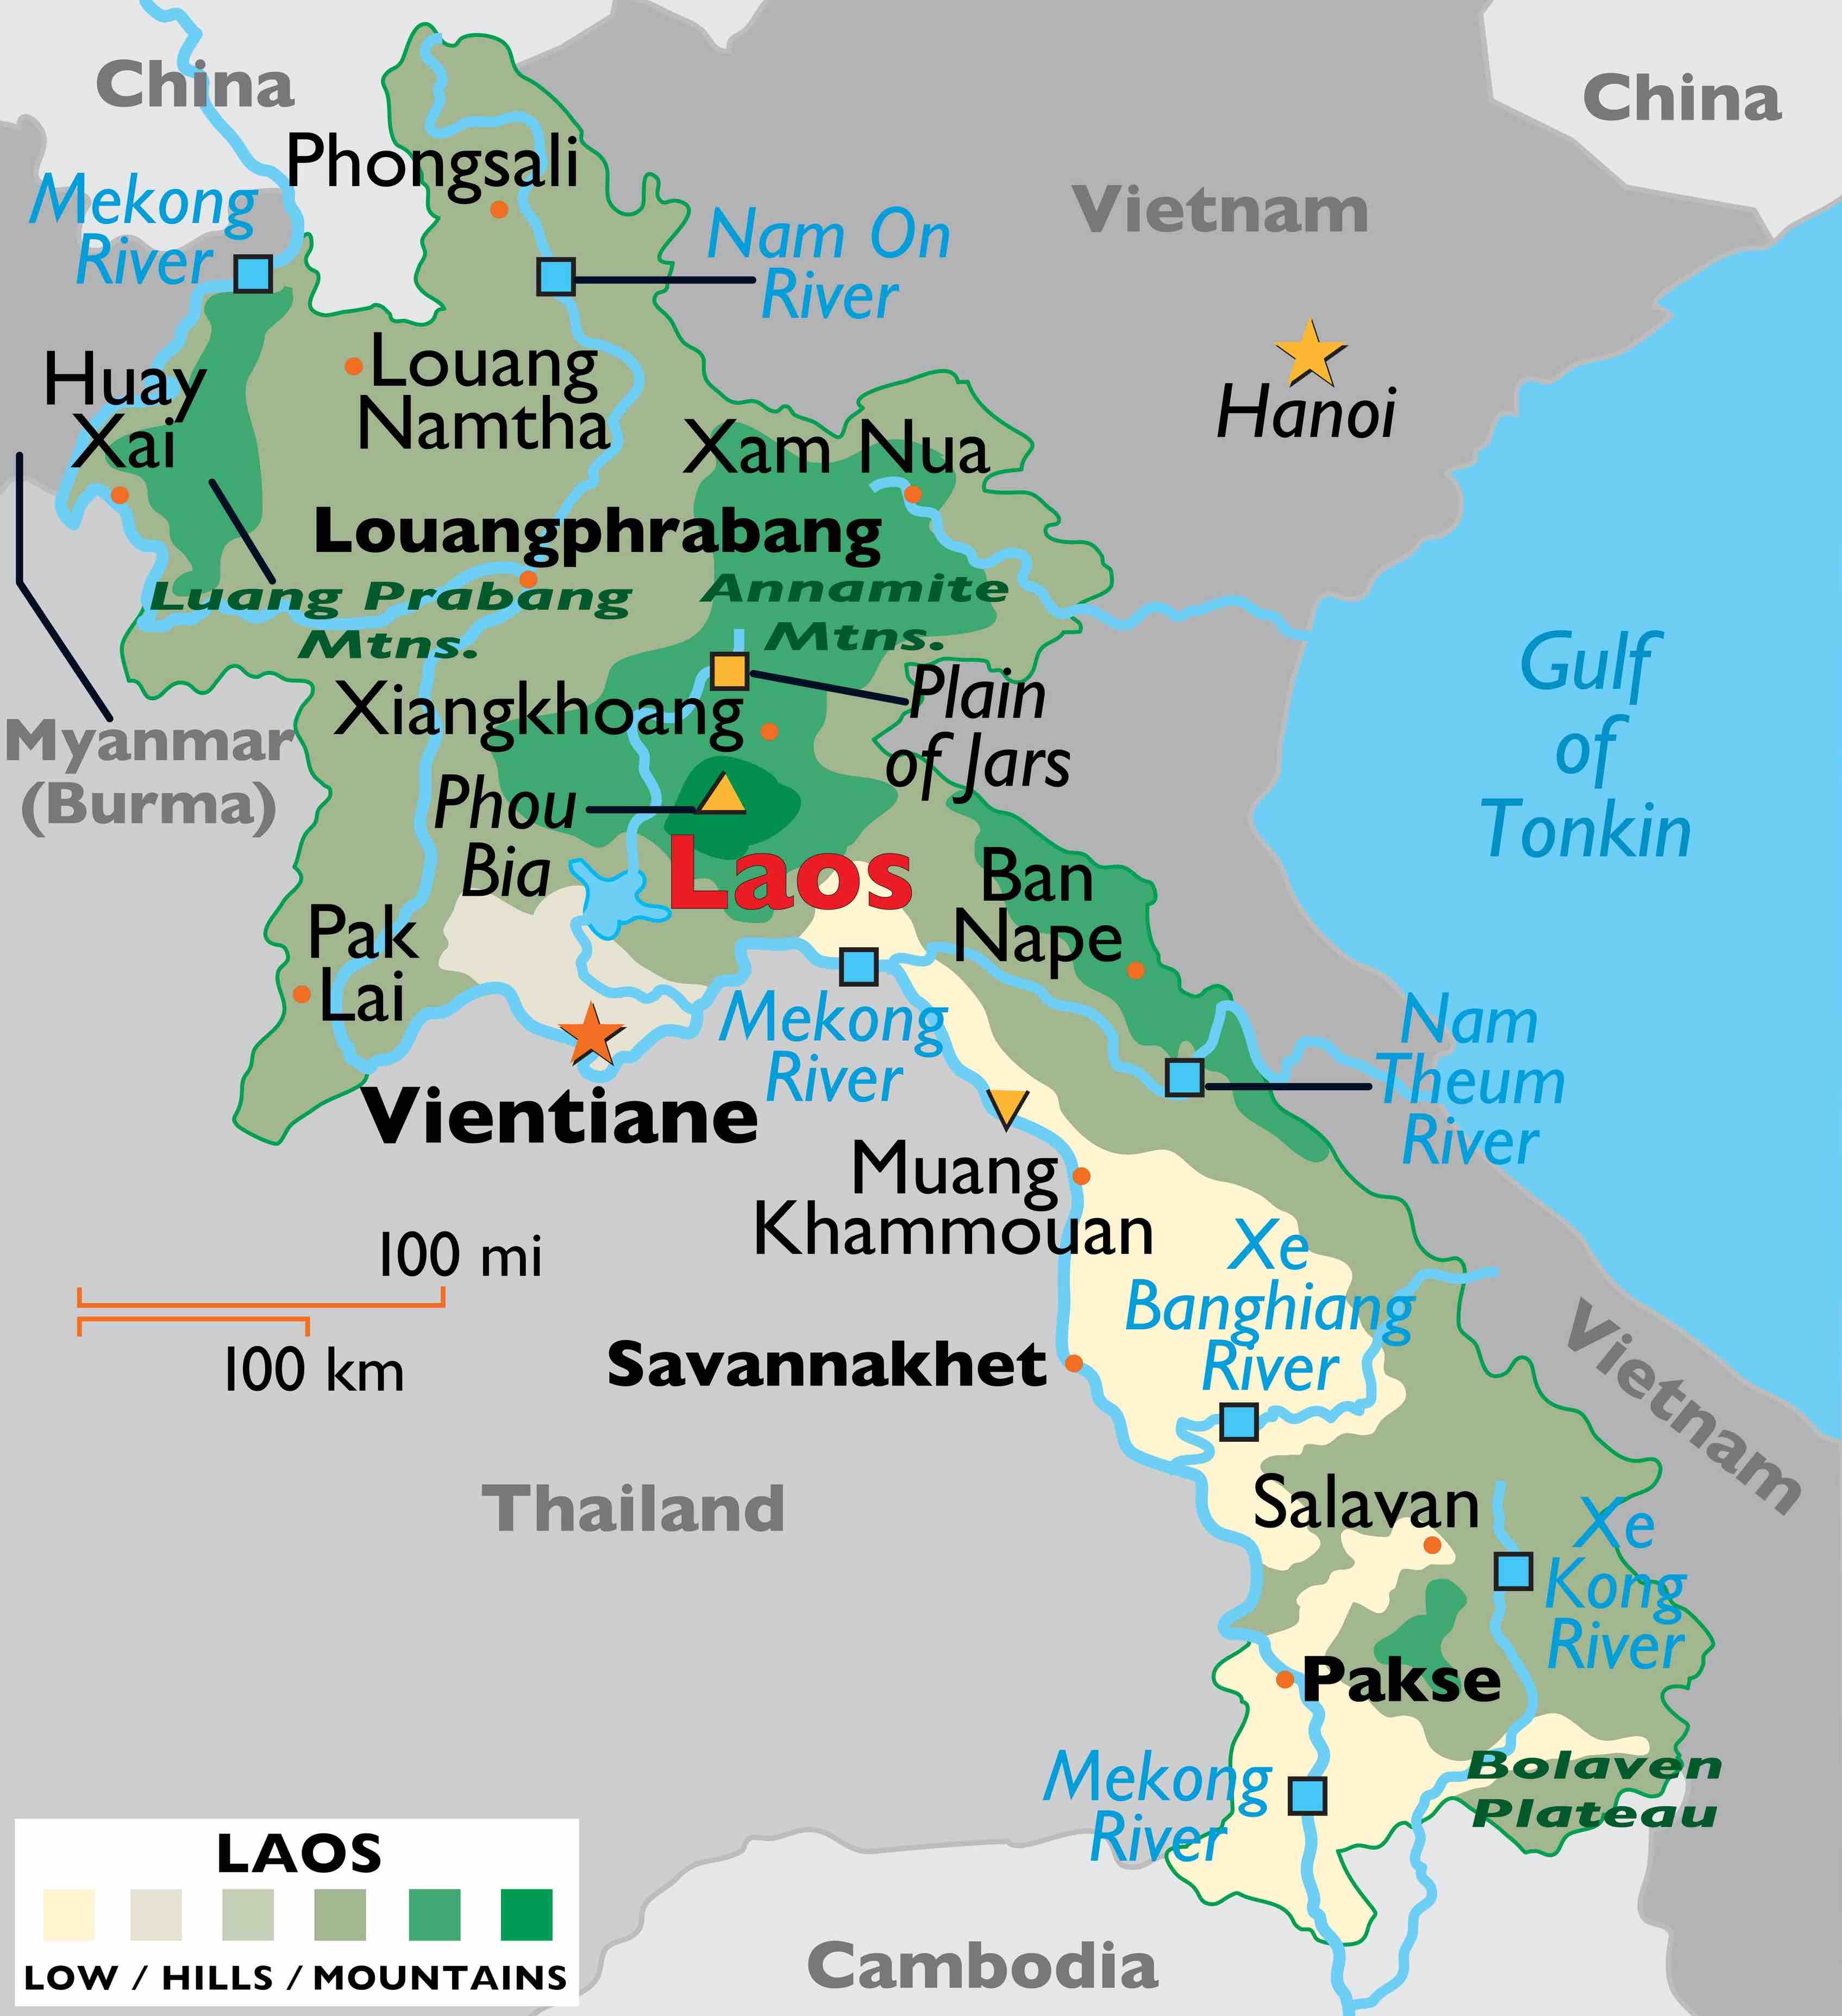 China
China
Phongsali
Mekong
River
Nam On
River
Vietnam
Louang
Namtha
Huay
Xai
Hanoi
Xam Nua
Louangphrabang
Luang Prabang
Mtns.
Annamite
Mtns.
Plain
of Jars
Xiangkhoang
Gulf
of
Tonkin
Myanmar
(Burma)
Phou
Bia
Laos
Ban
Nape
Pak
Lai
Mekong
River
Nam
Theum
River
Vientiane
Muang
Khammouan
100 mi
100 km
Xe
Banghiang
River
Savannakhet
Vietnam
Thailand
Salavan
Xe
Kong
River
Pakse
Mekong
River
Bolaven
Plateau
Cambodia
LAOS
LOW / HILLS / MOUNTAINS